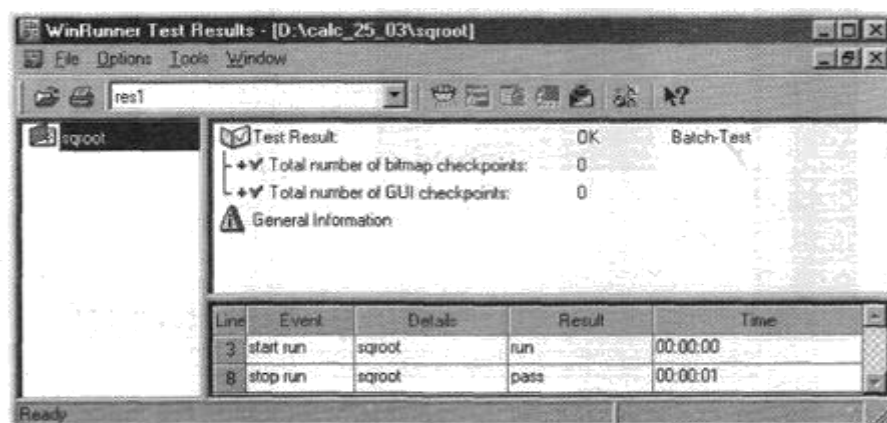 WinRunner Test Results - [D:\calc_25_03\sqroot]
File Options Tools Window
res1
sqroot
Test Result: OK Batch-Test
Total number of bitmap checkpoints: 0
Total number of GUI checkpoints: 0
General Information
Line Event Details Result Time
3 start run sqroot run 00:00:00
8 stop run sqroot pass 00:00:01
Ready